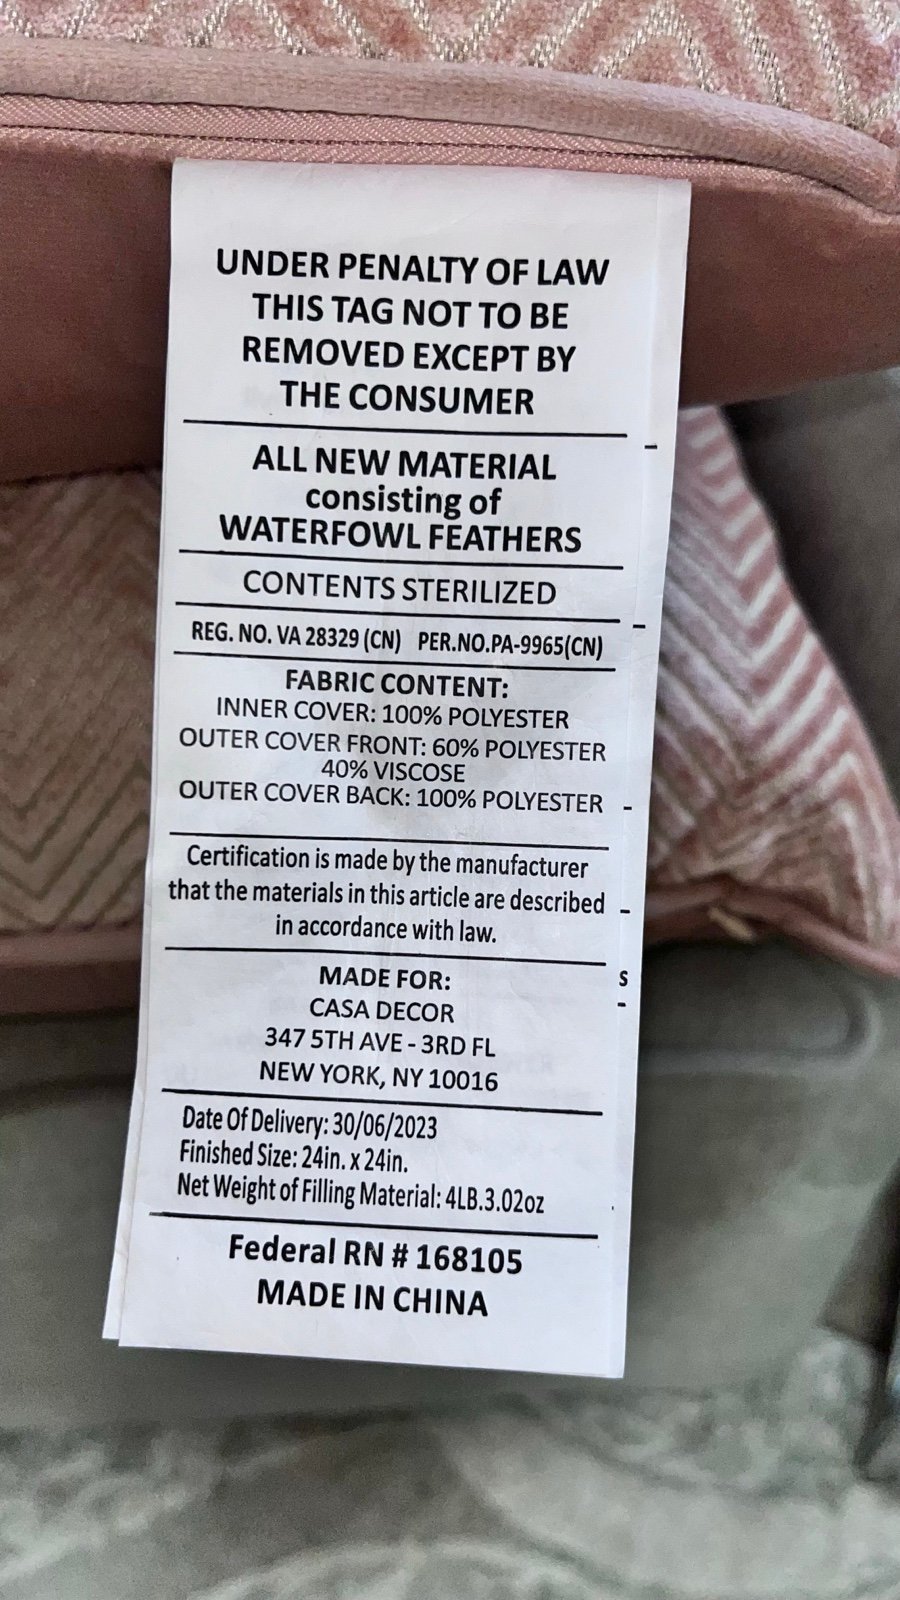 UNDER PENALTY OF LAW
THIS TAG NOT TO BE
REMOVED EXCEPT BY
THE CONSUMER
ALL NEW MATERIAL
consisting of
WATERFOWL FEATHERS
CONTENTS STERILIZED
REG. NO. VA 28329 (CN) PER.NO.PA-9965(CN)
FABRIC CONTENT:
INNER COVER: 100% POLYESTER
OUTER COVER FRONT: 60% POLYESTER
40% VISCOSE
OUTER COVER BACK: 100% POLYESTER
Certification is made by the manufacturer
that the materials in this article are described
in accordance with law.
S
MADE FOR:
CASA DECOR
347 5TH AVE - 3RD FL
NEW YORK, NY 10016
Date Of Delivery: 30/06/2023
Finished Size: 24in. x 24in.
Net Weight of Filling Material: 4LB.3.02oz
Federal RN # 168105
MADE IN CHINA